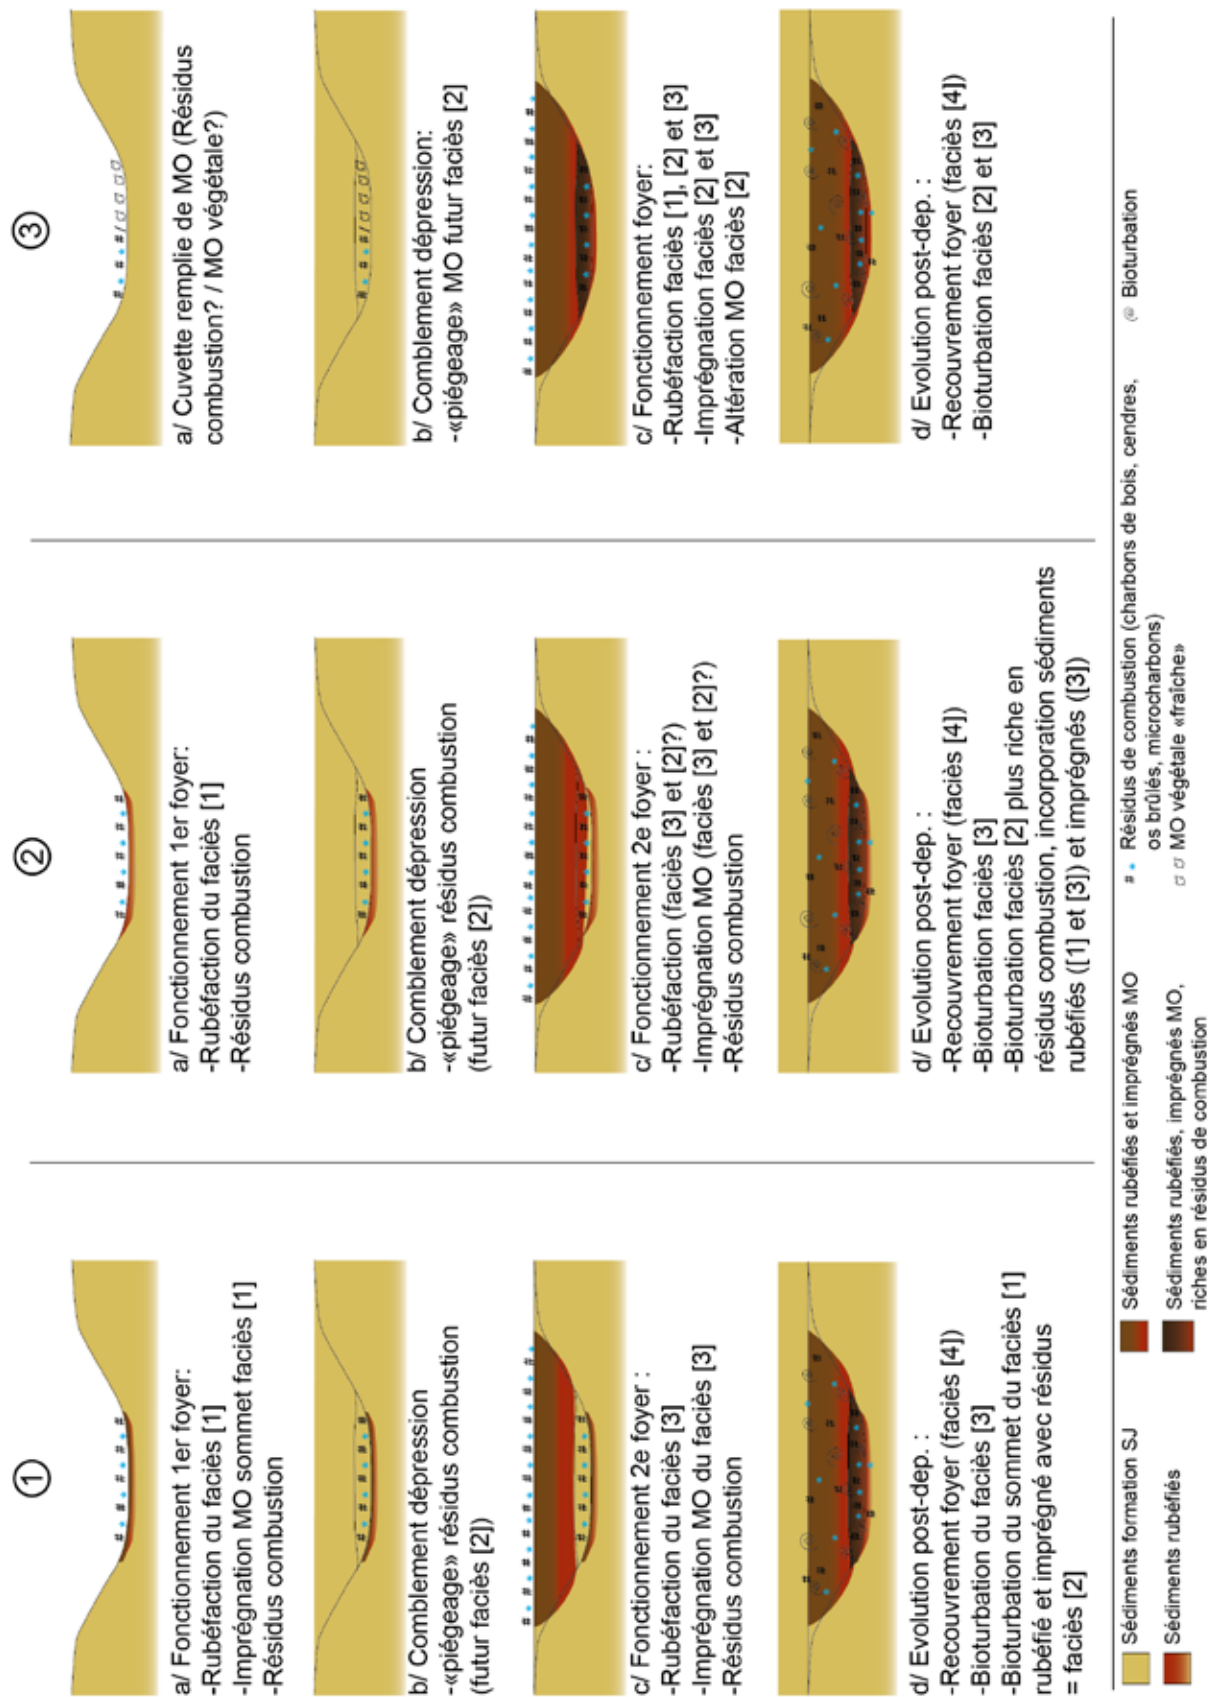 ①
a/ Fonctionnement 1er foyer:
-Rubéfaction du faciès [1]
-Imprégnation MO sommet faciès [1]
-Résidus combustion
b/ Comblement dépression
-«piégeage» résidus combustion
(futur faciès [2])
c/ Fonctionnement 2e foyer :
-Rubéfaction du faciès [3]
-Imprégnation MO du faciès [3]
-Résidus combustion
d/ Evolution post-dep. :
-Recouvrement foyer (faciès [4])
-Bioturbation du faciès [3]
-Bioturbation du sommet du faciès [1]
rubéfié et imprégné avec résidus
= faciès [2]
②
a/ Fonctionnement 1er foyer:
-Rubéfaction du faciès [1]
-Résidus combustion
b/ Comblement dépression
-«piégeage» résidus combustion
(futur faciès [2])
c/ Fonctionnement 2e foyer :
-Rubéfaction (faciès [3] et [2]?)
-Imprégnation MO (faciès [3] et [2]?)
-Résidus combustion
d/ Evolution post-dep. :
-Recouvrement foyer (faciès [4])
-Bioturbation faciès [3]
-Bioturbation faciès [2] plus riche en
résidus combustion, incorporation sédiments
rubéfiés ([1] et [3]) et imprégnés ([3])
③
a/ Cuvette remplie de MO (Résidus
combustion? / MO végétale?)
b/ Comblement dépression:
-«piégeage» MO futur faciès [2]
c/ Fonctionnement foyer:
-Rubéfaction faciès [1], [2] et [3]
-Imprégnation faciès [2] et [3]
-Altération MO faciès [2]
d/ Evolution post-dep. :
-Recouvrement foyer (faciès [4])
-Bioturbation faciès [2] et [3]
Sédiments formation SJ
Sédiments rubéfiés
Sédiments rubéfiés et imprégnés MO
Sédiments rubéfiés, imprégnés MO,
riches en résidus de combustion
Résidus de combustion (charbons de bois, cendres,
os brûlés, microcharbons)
MO végétale «fraîche»
Bioturbation